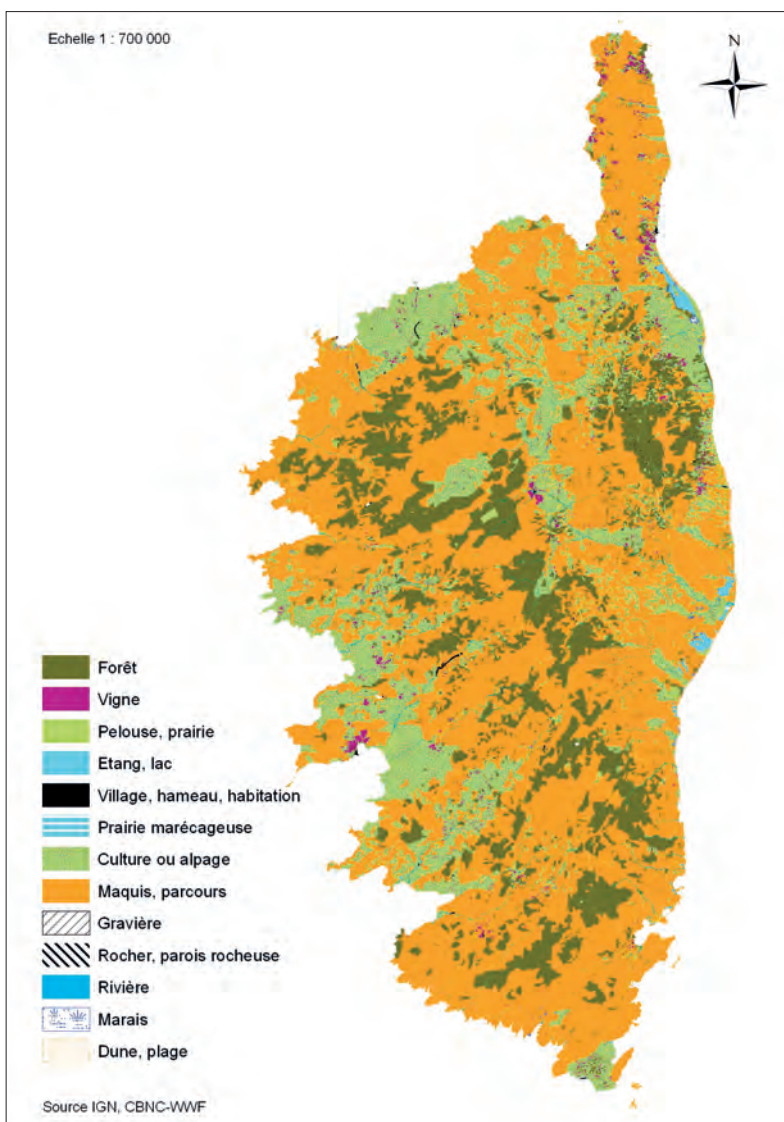 Echelle 1 : 700 000
N
Forêt
Vigne
Pelouse, prairie
Etang, lac
Village, hameau, habitation
Prairie marécageuse
Culture ou alpage
Maquis, parcours
Gravière
Rocher, parois rocheuse
Rivière
Marais
Dune, plage
Source IGN, CBNC-WWF